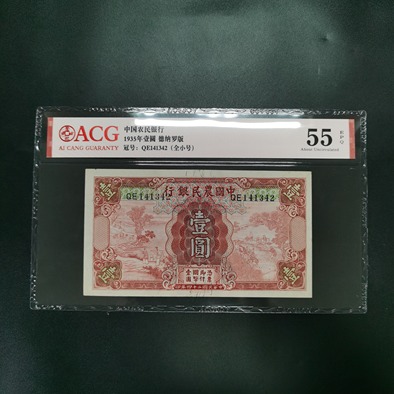 ACG
AI CANG GUARANTY
中国农民银行
1935年壹圆 德纳罗版
冠号: QE141342 (全小号)
55
EPQ
About Uncirculated
行銀民農國中
QE141342
QE141342
壹圓